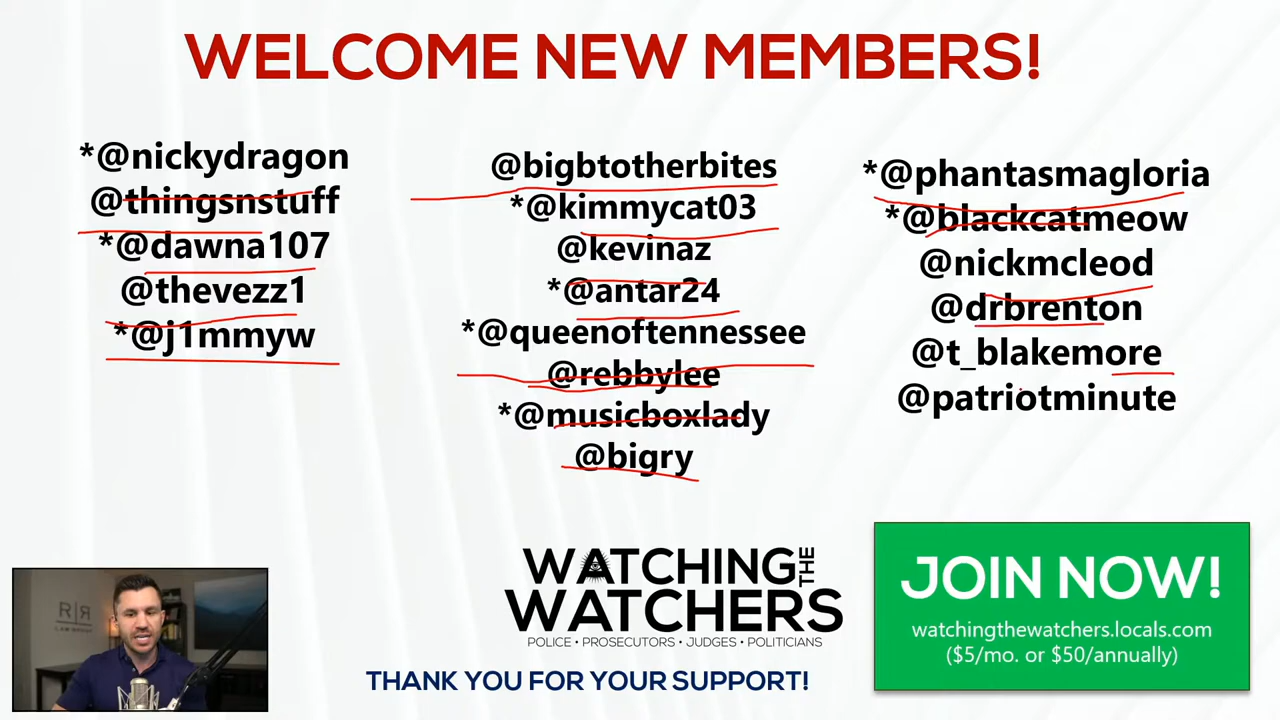 WELCOME NEW MEMBERS!
*@nickydragon
@thingsnstuff
*@dawna107
@thevezz1
*@j1mmyw
@bigbtotherbites
*@kimmycat03
@kevinaz
*@antar24
*@queenoftennessee
@rebbylee
*@musicboxlady
@bigry
*@phantasmagloria
*@blackcatmeow
@nickmcleod
@drbrenton
@t_blakemore
@patriotminute
R|R
LAW GROUP
WATCHING THE
WATCHERS
POLICE • PROSECUTORS • JUDGES • POLITICIANS
THANK YOU FOR YOUR SUPPORT!
JOIN NOW!
watchingthewatchers.locals.com
($5/mo. or $50/annually)